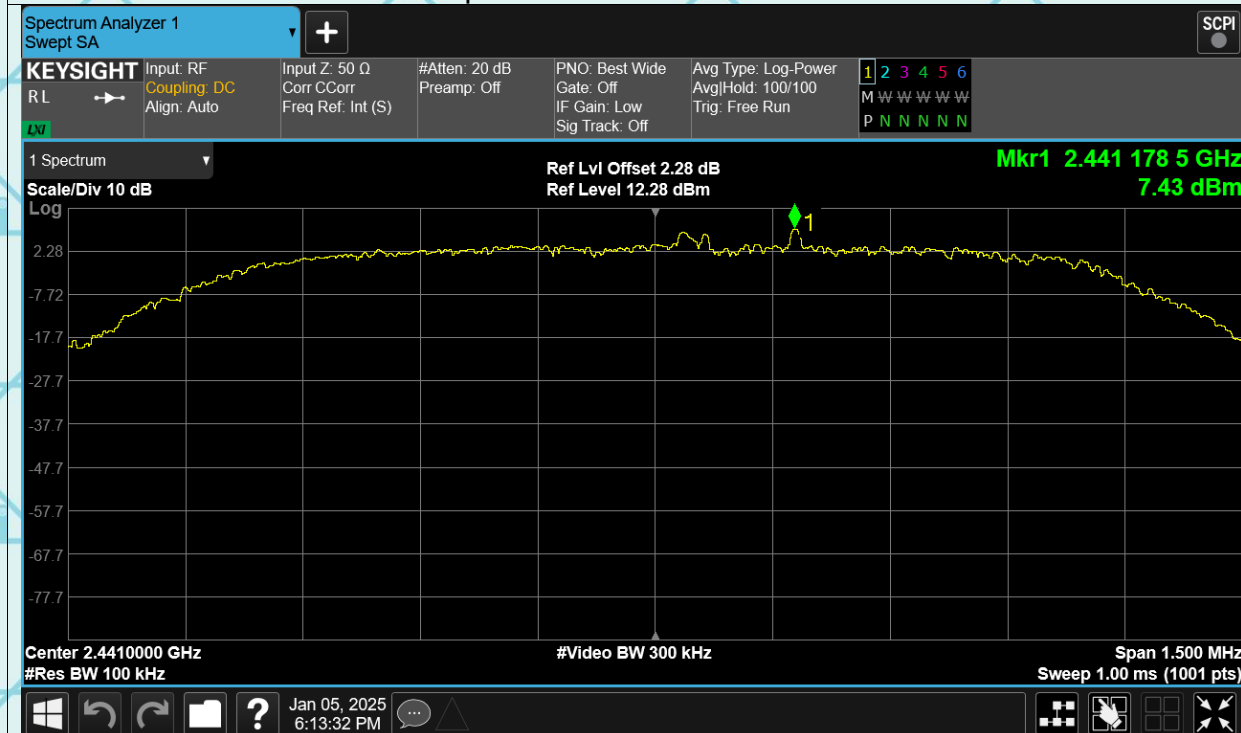 Spectrum Analyzer 1
Swept SA
+
SCPI
KEYSIGHT
R L
LXI
Input: RF
Coupling: DC
Align: Auto
Input Z: 50 Ω
Corr CCorr
Freq Ref: Int (S)
#Atten: 20 dB
Preamp: Off
PNO: Best Wide
Gate: Off
IF Gain: Low
Sig Track: Off
Avg Type: Log-Power
Avg|Hold: 100/100
Trig: Free Run
1 2 3 4 5 6
M W W W W W
P N N N N N N
1 Spectrum
Scale/Div 10 dB
Log
Ref Lvl Offset 2.28 dB
Ref Level 12.28 dBm
Mkr1 2.441 178 5 GHz
7.43 dBm
1
2.28
-7.72
-17.7
-27.7
-37.7
-47.7
-57.7
-67.7
-77.7
Center 2.4410000 GHz
#Res BW 100 kHz
#Video BW 300 kHz
Span 1.500 MHz
Sweep 1.00 ms (1001 pts)
?
Jan 05, 2025
6:13:32 PM